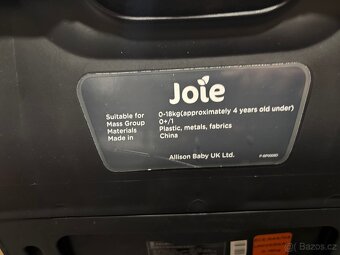 Joie
Suitable for 0-18kg(approximately 4 years old under)
Mass Group 0+/1
Materials Plastic, metals, fabrics
Made in China
Allison Baby UK Ltd.
Bazoš.cz